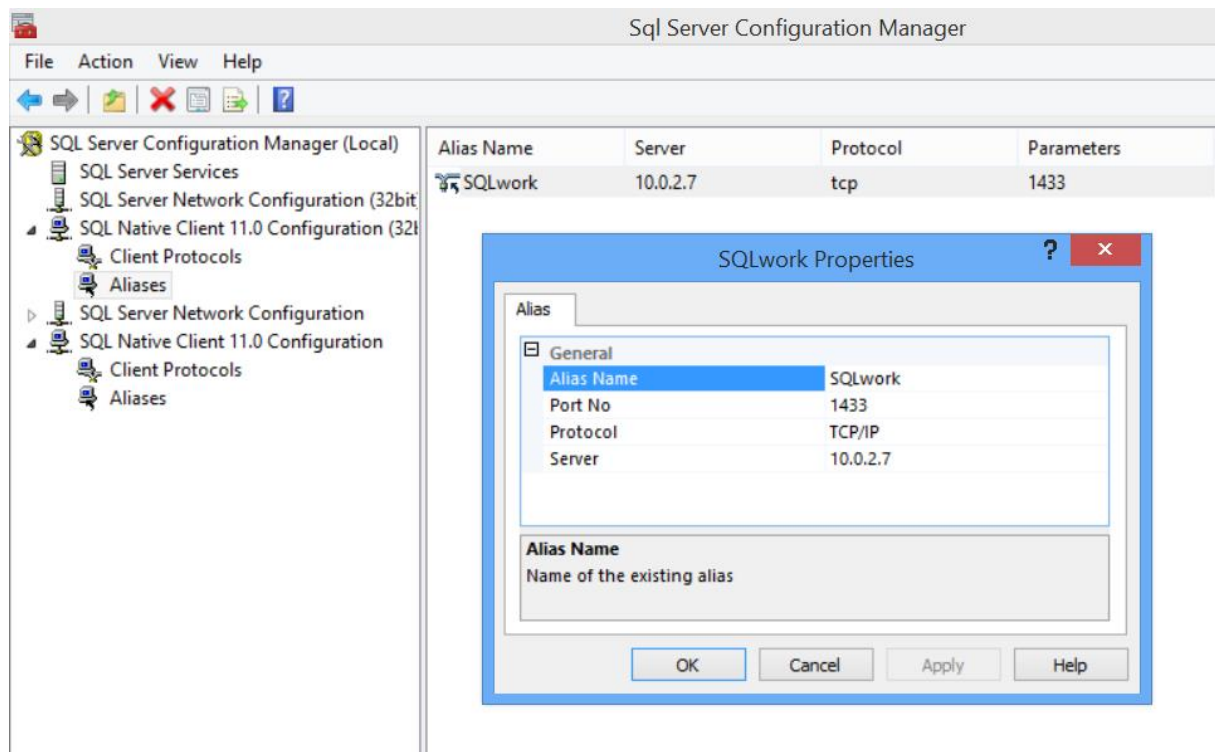 Sql Server Configuration Manager
File Action View Help
SQL Server Configuration Manager (Local)
SQL Server Services
SQL Server Network Configuration (32bit
SQL Native Client 11.0 Configuration (32b
Client Protocols
Aliases
SQL Server Network Configuration
SQL Native Client 11.0 Configuration
Client Protocols
Aliases
Alias Name Server Protocol Parameters
SQLwork 10.0.2.7 tcp 1433
SQLwork Properties
?
Alias
General
Alias Name SQLwork
Port No 1433
Protocol TCP/IP
Server 10.0.2.7
Alias Name
Name of the existing alias
OK Cancel Apply Help